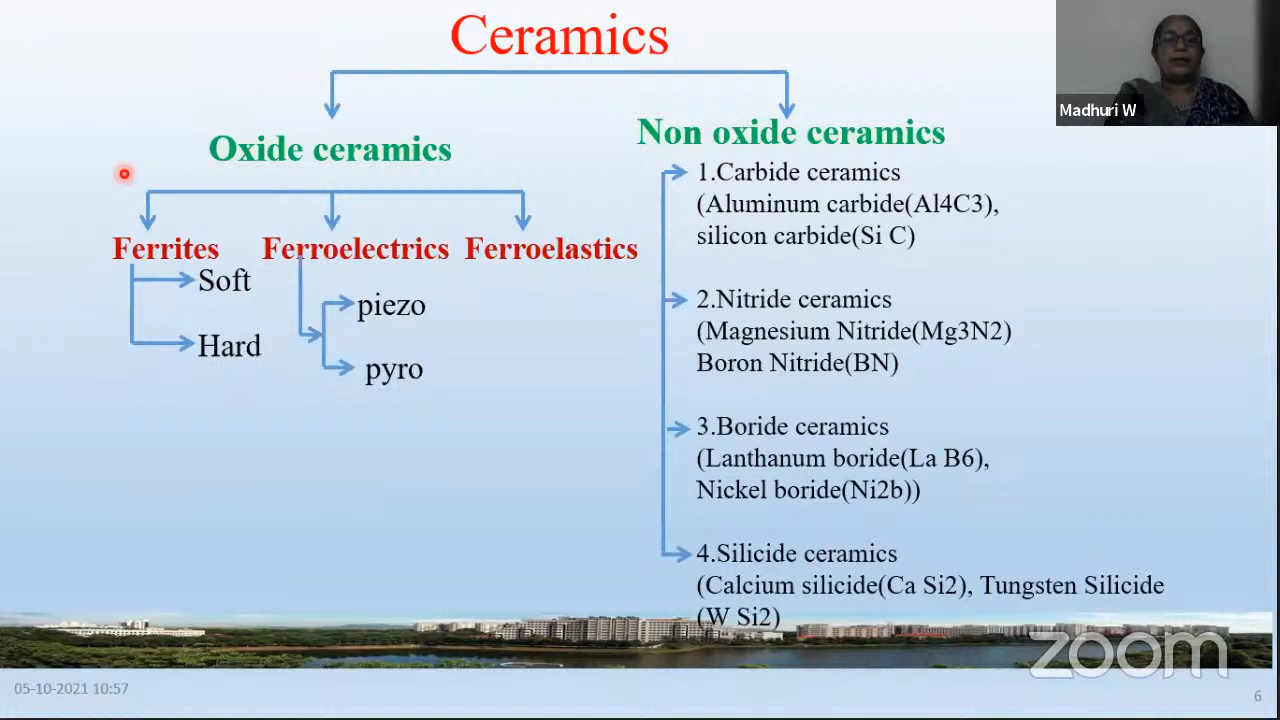 Ceramics
Madhuri W
Oxide ceramics
Non oxide ceramics
Ferrites
Ferroelectrics
Ferroelastics
Soft
Hard
piezo
pyro
1.Carbide ceramics
(Aluminum carbide(Al4C3),
silicon carbide(Si C)
2.Nitride ceramics
(Magnesium Nitride(Mg3N2)
Boron Nitride(BN)
3.Boride ceramics
(Lanthanum boride(La B6),
Nickel boride(Ni2b))
4.Silicide ceramics
(Calcium silicide(Ca Si2), Tungsten Silicide
(W Si2)
zoom
05-10-2021 10:57
6